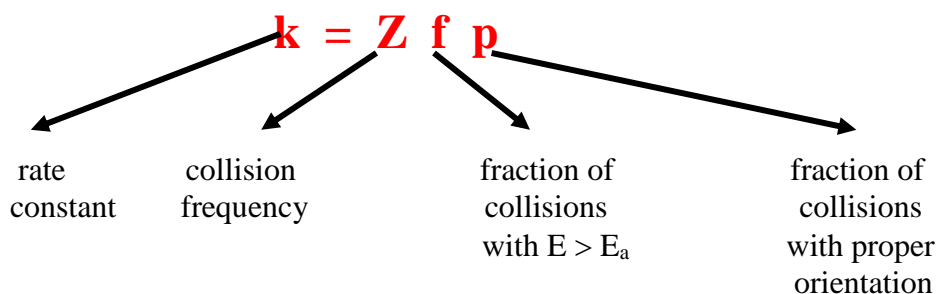 k = Z f p
rate
constant
collision
frequency
fraction of
collisions
with E > Eₐ
fraction of
collisions
with proper
orientation